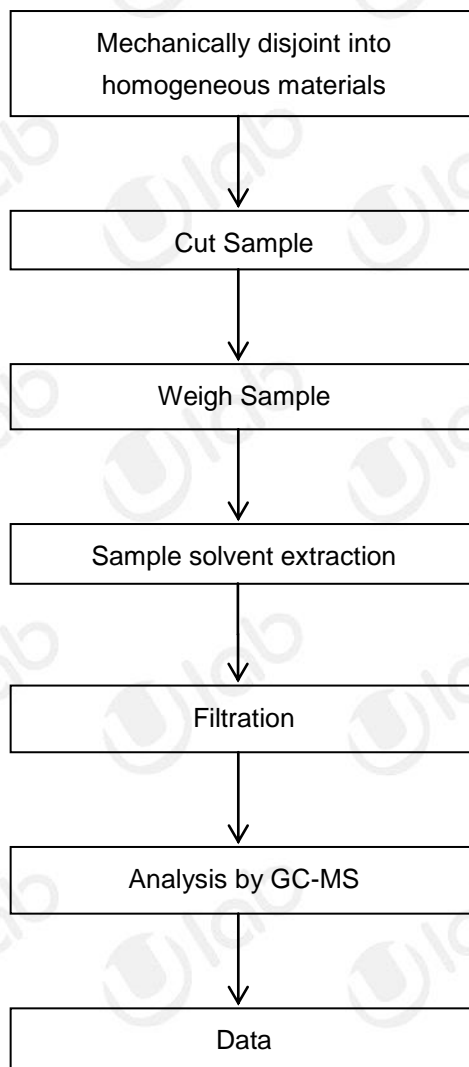 Mechanically disjoint into
homogeneous materials
Cut Sample
Weigh Sample
Sample solvent extraction
Filtration
Analysis by GC-MS
Data